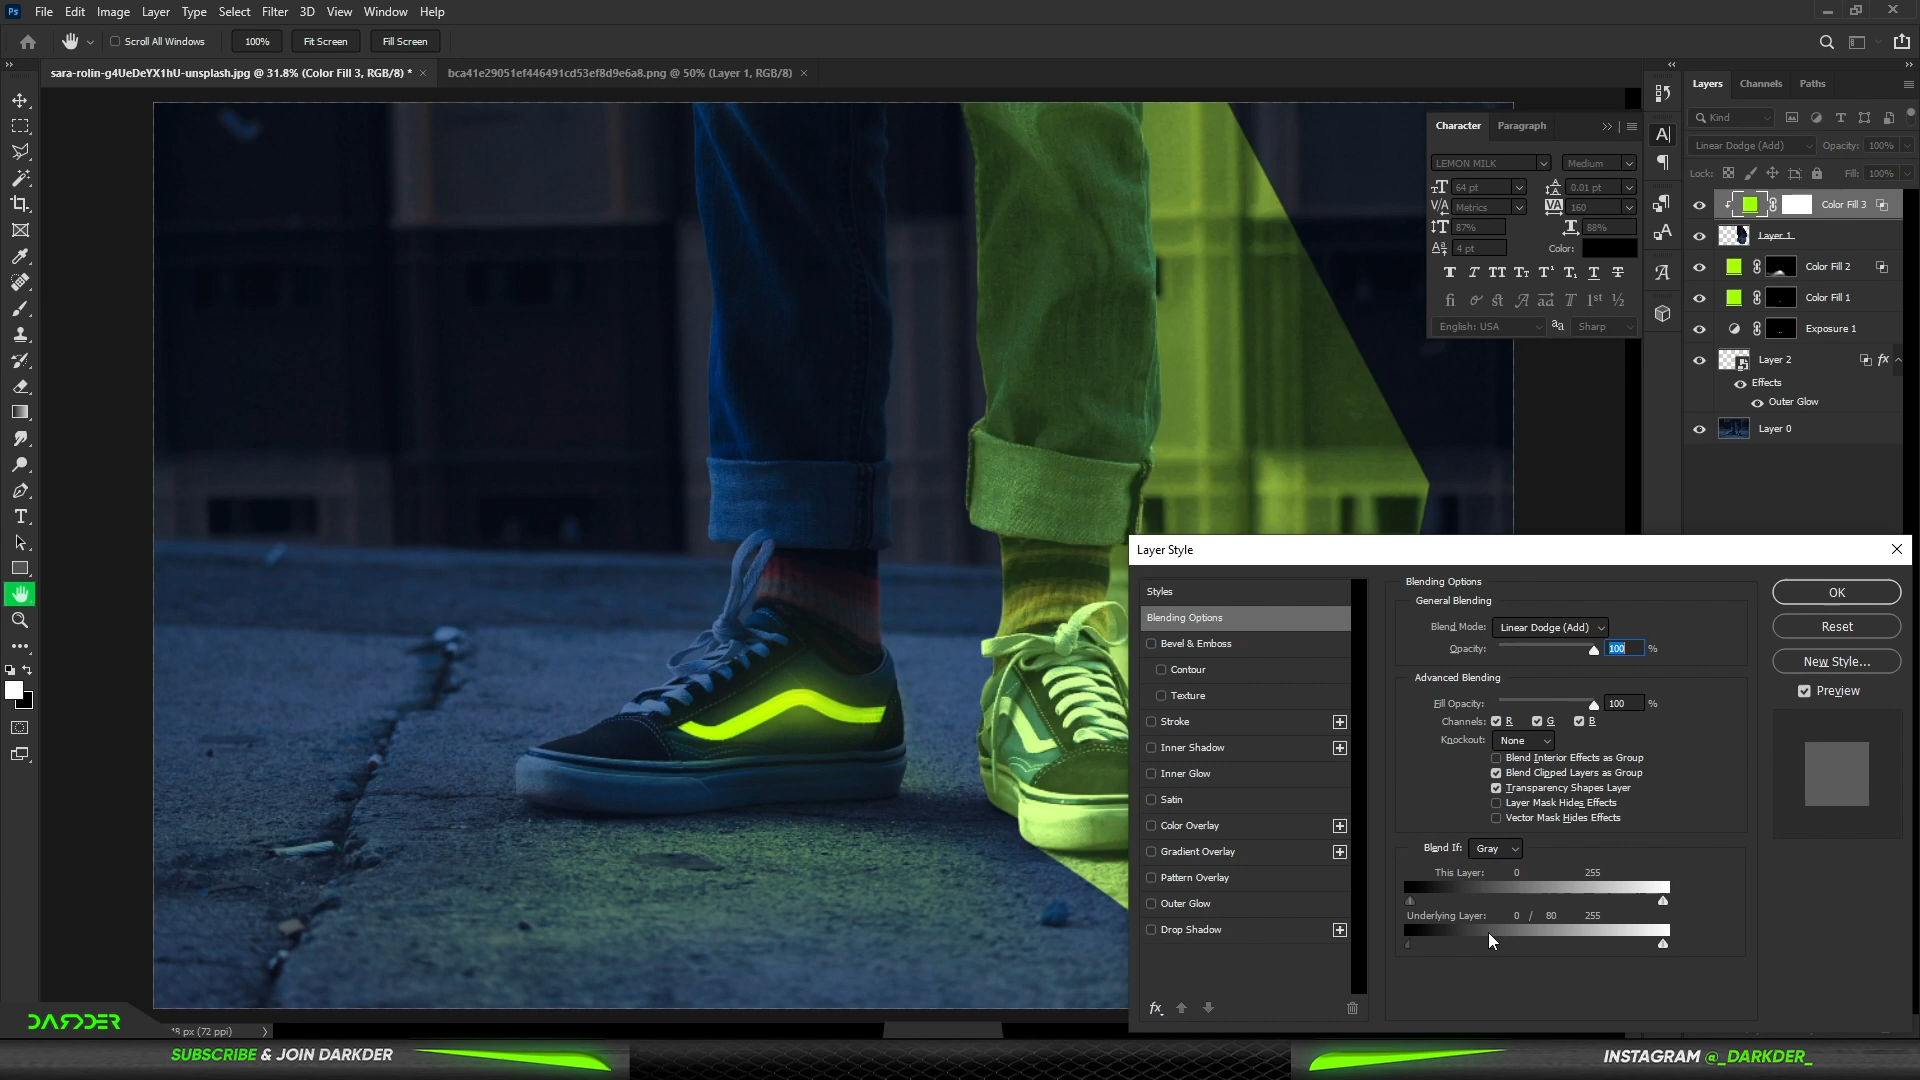 File Edit Image Layer Type Select Filter 3D View Window Help
Scroll All Windows 100% Fit Screen Fill Screen
sara-rolin-g4UeDeYX1hU-unsplash.jpg @ 31.8% (Color Fill 3, RGB/8) *
bca41e29051ef446491cd53ef8d9e6a8.png @ 50% (Layer 1, RGB/8)
Layers Channels Paths
Kind
Linear Dodge (Add) Opacity: 100%
Lock: Fill: 100%
Color Fill 3
Layer 1
Color Fill 2
Color Fill 1
Exposure 1
Layer 2
Effects
Outer Glow
Layer 0
Character Paragraph
LEMON MILK Medium
64 pt 0.01 pt
Metrics 160
87% 88%
4 pt Color:
English: USA Sharp
Layer Style
Styles
Blending Options
Bevel & Emboss
Contour
Texture
Stroke
Inner Shadow
Inner Glow
Satin
Color Overlay
Gradient Overlay
Pattern Overlay
Outer Glow
Drop Shadow
Blending Options
General Blending
Blend Mode: Linear Dodge (Add)
Opacity: 100 %
Advanced Blending
Fill Opacity: 100 %
Channels: R G B
Knockout: None
Blend Interior Effects as Group
Blend Clipped Layers as Group
Transparency Shapes Layer
Layer Mask Hides Effects
Vector Mask Hides Effects
Blend If: Gray
This Layer: 0 255
Underlying Layer: 0 / 80 255
OK
Reset
New Style...
Preview
DARKDER
px (72 ppi)
SUBSCRIBE & JOIN DARKDER
INSTAGRAM @_DARKDER_